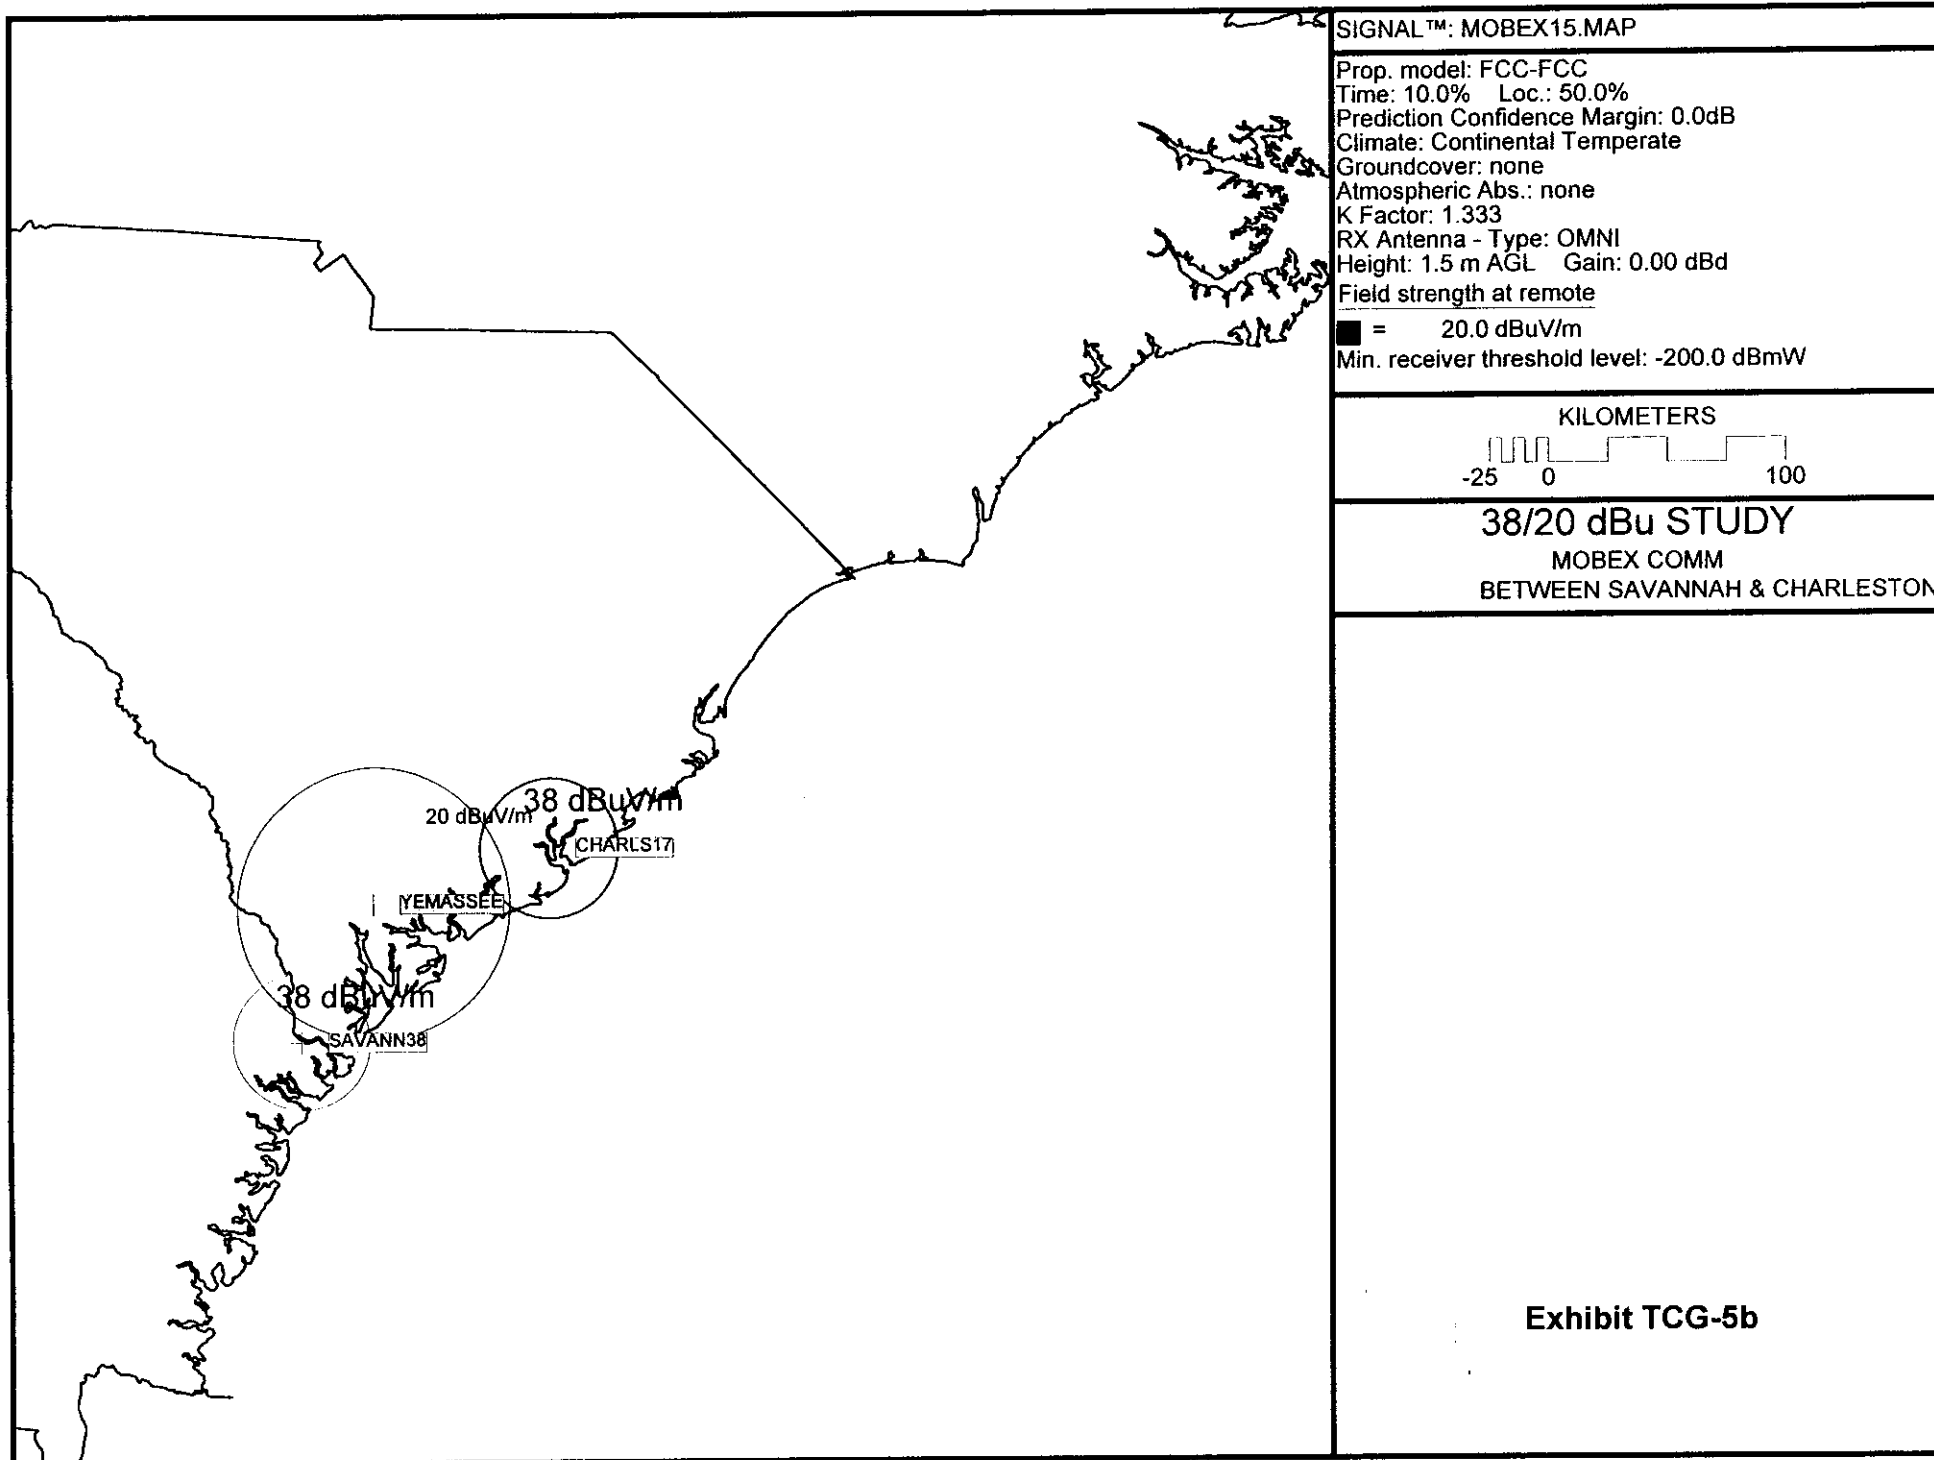 SIGNAL™: MOBEX15.MAP
Prop. model: FCC-FCC
Time: 10.0% Loc.: 50.0%
Prediction Confidence Margin: 0.0dB
Climate: Continental Temperate
Groundcover: none
Atmospheric Abs.: none
K Factor: 1.333
RX Antenna - Type: OMNI
Height: 1.5 m AGL Gain: 0.00 dBd
Field strength at remote
= 20.0 dBuV/m
Min. receiver threshold level: -200.0 dBmW
KILOMETERS
-25 0 100
38/20 dBu STUDY
MOBEX COMM
BETWEEN SAVANNAH & CHARLESTON
38 dBuV/m
20 dBuV/m
CHARLS17
YEMASSEE
38 dBuV/m
SAVANN38
Exhibit TCG-5b